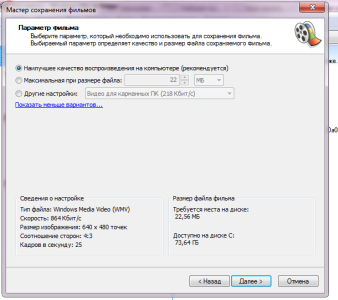 Мастер сохранения фильмов
Параметр фильма
Выберите параметр, который необходимо использовать для сохранения фильма.
Выбираемый параметр определяет качество и размер файла сохраняемого фильма.
Наилучшее качество воспроизведения на компьютере (рекомендуется)
Максимальная при размере файла: 22 МБ
Другие настройки: Видео для карманных ПК (218 Кбит/с)
Показать меньше вариантов...
Сведения о настройке
Тип файла: Windows Media Video (WMV)
Скорость: 864 Кбит/с
Размер изображения: 640 x 480 точек
Соотношение сторон: 4:3
Кадров в секунду: 25
Размер файла фильма
Требуется места на диске:
22,56 МБ
Доступно на диске C:
73,64 ГБ
< Назад Далее > Отмена